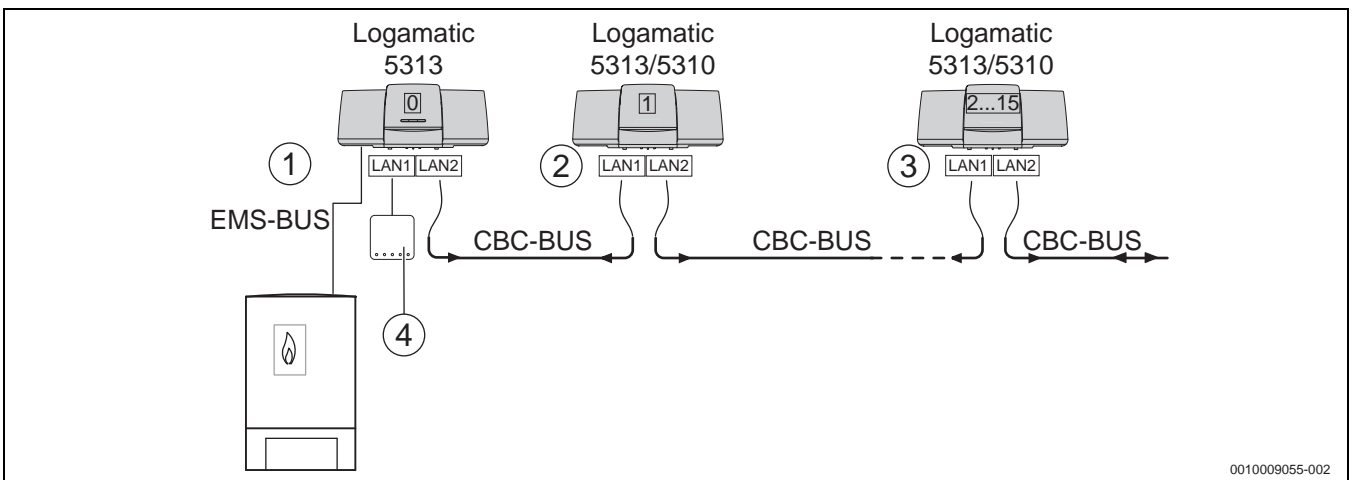 Logamatic
5313
Logamatic
5313/5310
Logamatic
5313/5310
0
1
2...15
1
LAN1 LAN2
2
LAN1 LAN2
3
LAN1 LAN2
EMS-BUS
CBC-BUS
CBC-BUS
CBC-BUS
4
0010009055-002